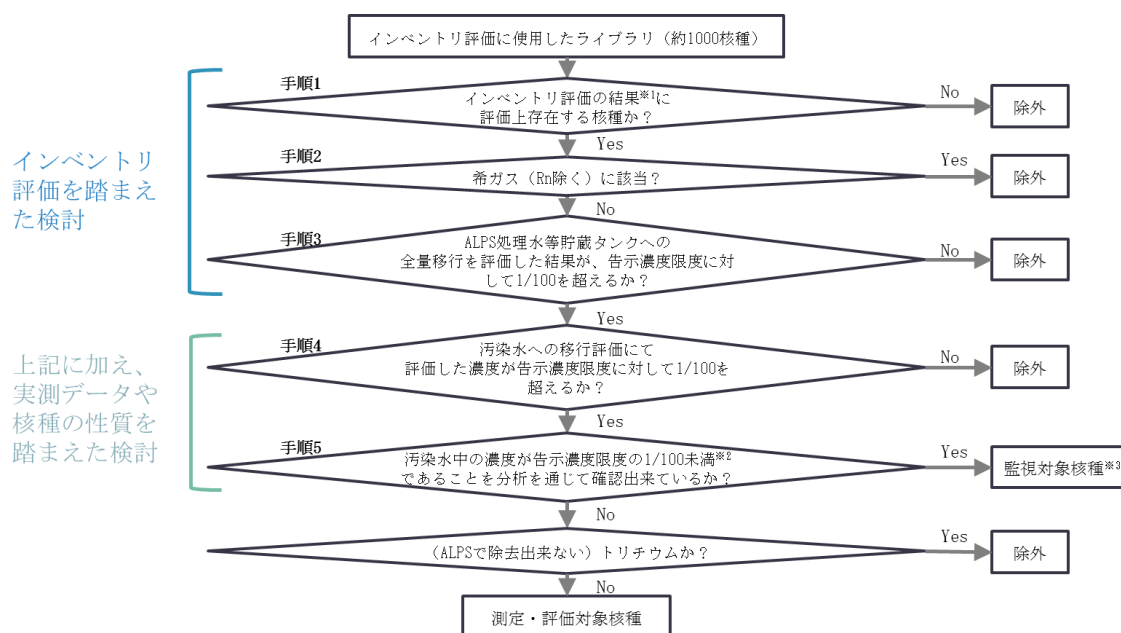 インベントリ評価に使用したライブラリ（約1000核種）
手順1
インベントリ評価の結果※1に
評価上存在する核種か？
No
除外
Yes
手順2
希ガス（Rn除く）に該当？
Yes
除外
No
インベントリ
評価を踏まえ
た検討
手順3
ALPS処理水等貯蔵タンクへの
全量移行を評価した結果が、告示濃度限度に対
して1/100を超えるか？
No
除外
Yes
手順4
汚染水への移行評価にて
評価した濃度が告示濃度限度に対して1/100を
超えるか？
No
除外
Yes
上記に加え、
実測データや
核種の性質を
踏まえた検討
手順5
汚染水中の濃度が告示濃度限度の1/100未満※2
であることを分析を通じて確認出来ているか？
Yes
監視対象核種※3
No
(ALPSで除去出来ない）トリチウムか？
Yes
除外
No
測定・評価対象核種